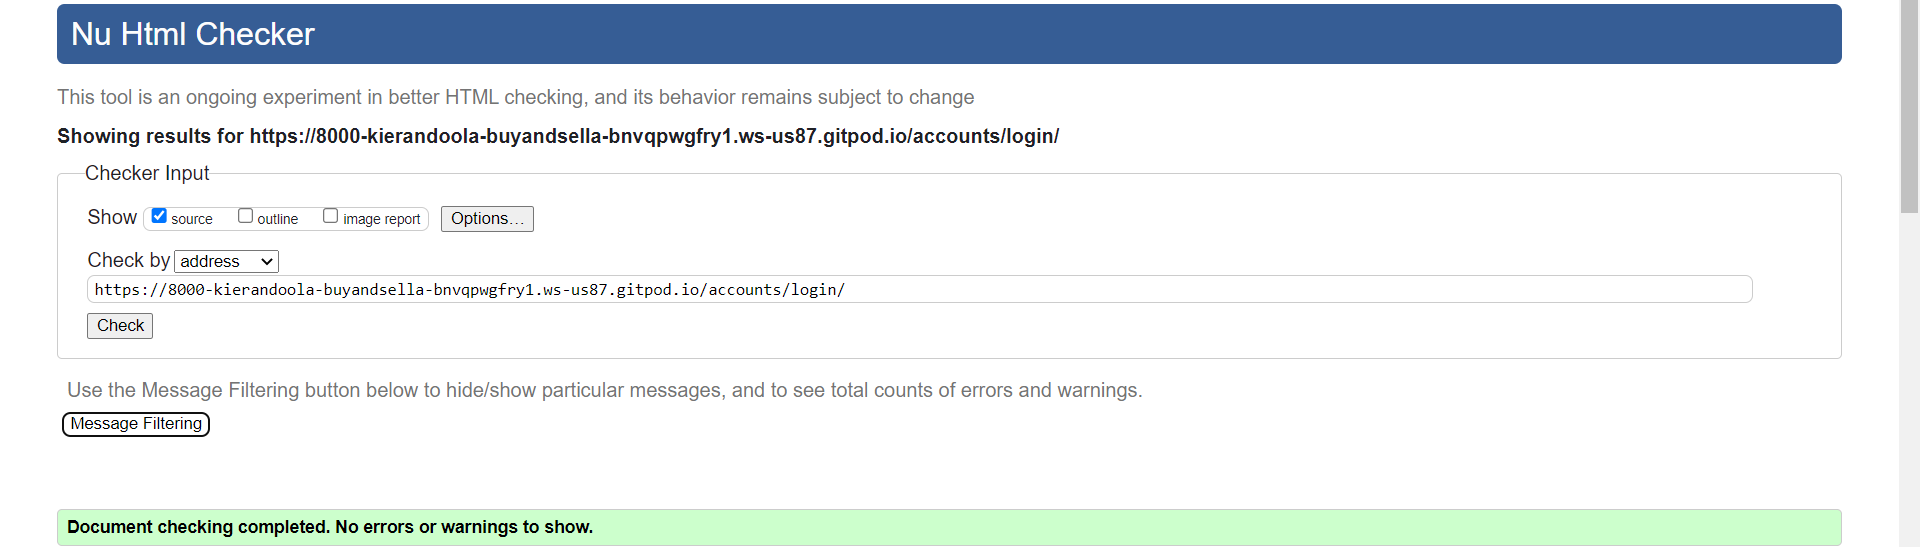 Nu Html Checker
This tool is an ongoing experiment in better HTML checking, and its behavior remains subject to change
Showing results for https://8000-kierandoola-buyandsella-bnvqpwgfry1.ws-us87.gitpod.io/accounts/login/
Checker Input
Show source outline image report Options...
Check by address
https://8000-kierandoola-buyandsella-bnvqpwgfry1.ws-us87.gitpod.io/accounts/login/
Check
Use the Message Filtering button below to hide/show particular messages, and to see total counts of errors and warnings.
Message Filtering
Document checking completed. No errors or warnings to show.